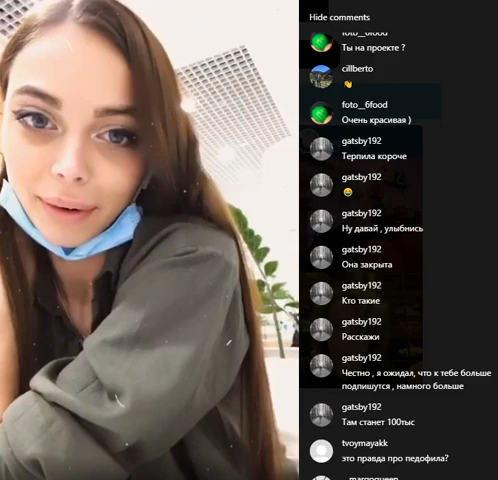 Hide comments
foto__6food
Ты на проекте ?
cillberto
foto__6food
Очень красивая )
gatsby192
Терпила короче
gatsby192
gatsby192
Ну давай , улыбнись
gatsby192
Она закрыта
gatsby192
Кто такие
gatsby192
Расскажи
gatsby192
Честно , я ожидал, что к тебе больше
подпишутся , намного больше
gatsby192
Там станет 100тыс
tvoymayakk
это правда про педофила?
margoqueen